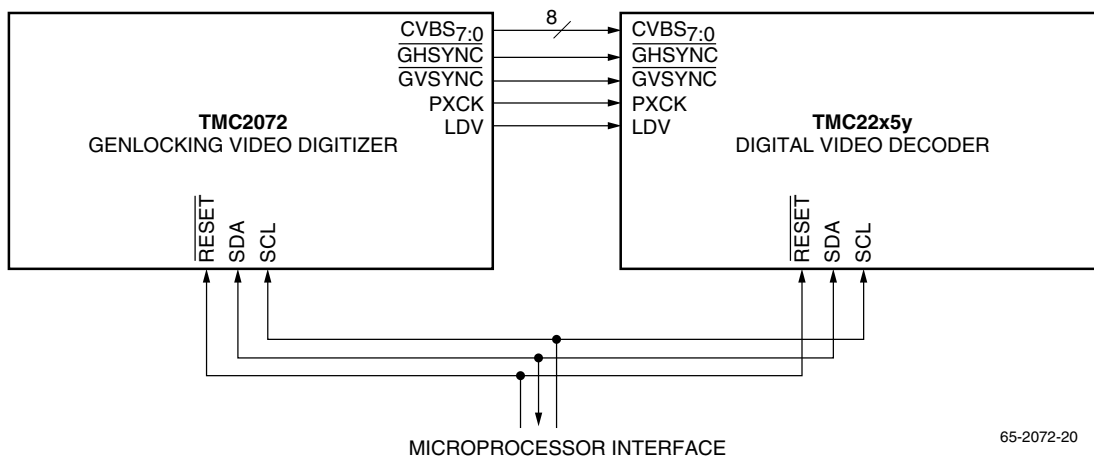 8
CVBS7:0
GHSYNC
GVSYNC
PXCK
LDV
TMC2072
GENLOCKING VIDEO DIGITIZER
RESET
SDA
SCL
CVBS7:0
GHSYNC
GVSYNC
PXCK
LDV
TMC22x5y
DIGITAL VIDEO DECODER
RESET
SDA
SCL
MICROPROCESSOR INTERFACE
65-2072-20